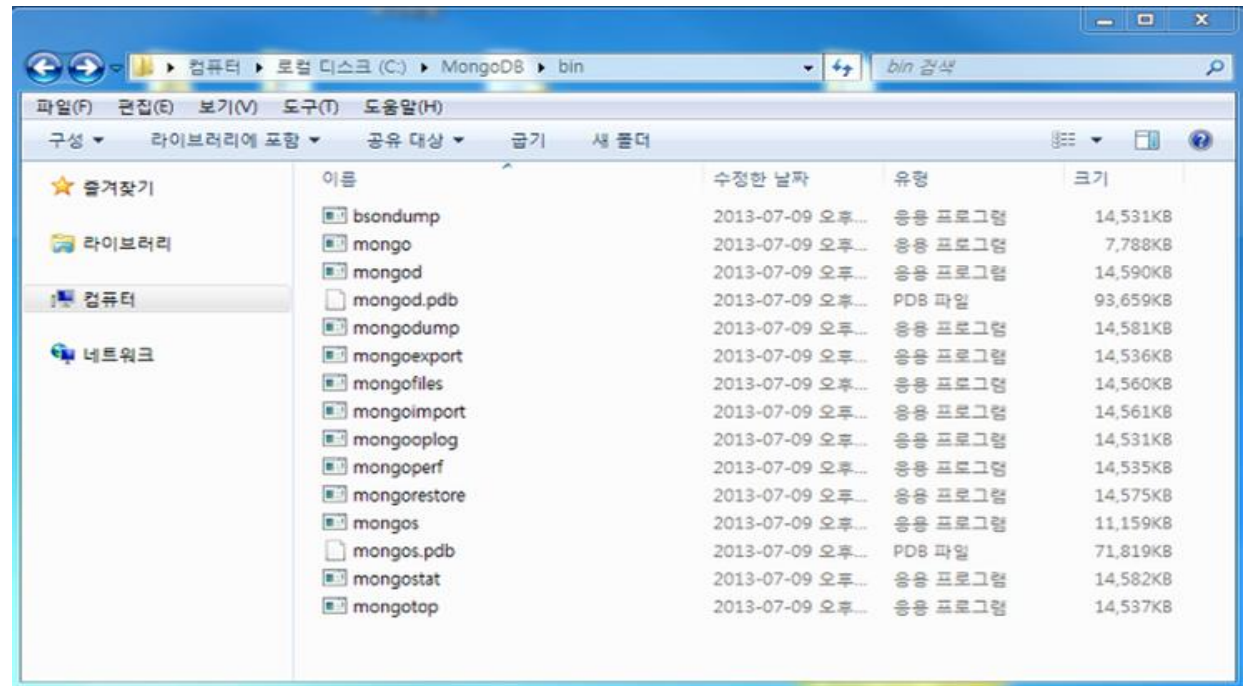 컴퓨터 로컬 디스크 (C:) MongoDB bin bin 검색
파일(F) 편집(E) 보기(V) 도구(T) 도움말(H)
구성 라이브러리에 포함 공유 대상 굽기 새 폴더
즐겨찾기
라이브러리
컴퓨터
네트워크
이름 수정한 날짜 유형 크기
bsondump 2013-07-09 오후... 응용 프로그램 14,531KB
mongo 2013-07-09 오후... 응용 프로그램 7,788KB
mongod 2013-07-09 오후... 응용 프로그램 14,590KB
mongod.pdb 2013-07-09 오후... PDB 파일 93,659KB
mongodump 2013-07-09 오후... 응용 프로그램 14,581KB
mongoexport 2013-07-09 오후... 응용 프로그램 14,536KB
mongofiles 2013-07-09 오후... 응용 프로그램 14,560KB
mongoimport 2013-07-09 오후... 응용 프로그램 14,561KB
mongooplog 2013-07-09 오후... 응용 프로그램 14,531KB
mongoperf 2013-07-09 오후... 응용 프로그램 14,535KB
mongorestore 2013-07-09 오후... 응용 프로그램 14,575KB
mongos 2013-07-09 오후... 응용 프로그램 11,159KB
mongos.pdb 2013-07-09 오후... PDB 파일 71,819KB
mongostat 2013-07-09 오후... 응용 프로그램 14,582KB
mongotop 2013-07-09 오후... 응용 프로그램 14,537KB